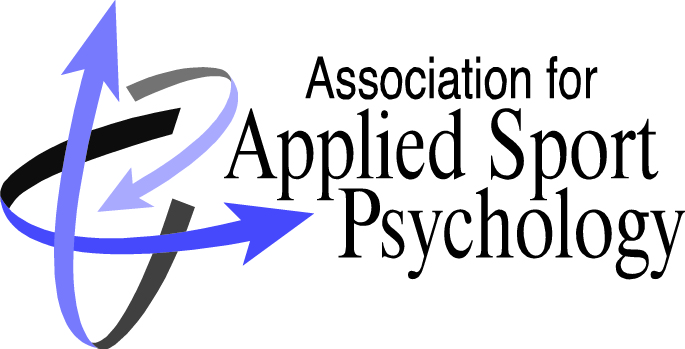 Association for
Applied Sport
Psychology